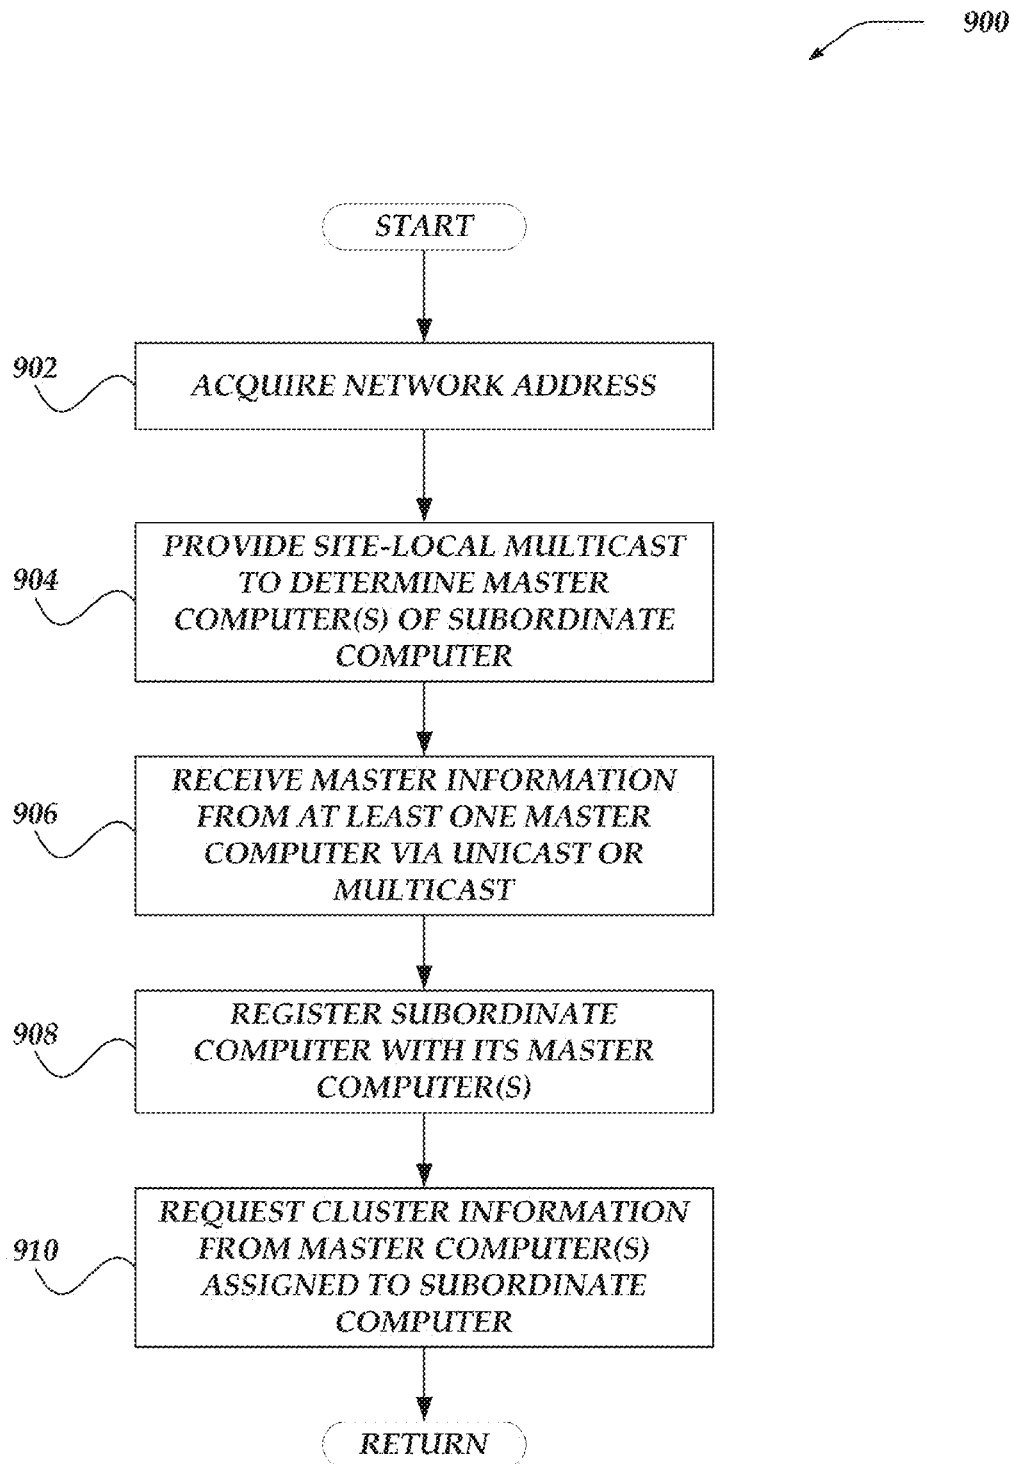 900
START
902
ACQUIRE NETWORK ADDRESS
904
PROVIDE SITE-LOCAL MULTICAST
TO DETERMINE MASTER
COMPUTER(S) OF SUBORDINATE
COMPUTER
906
RECEIVE MASTER INFORMATION
FROM AT LEAST ONE MASTER
COMPUTER VIA UNICAST OR
MULTICAST
908
REGISTER SUBORDINATE
COMPUTER WITH ITS MASTER
COMPUTER(S)
910
REQUEST CLUSTER INFORMATION
FROM MASTER COMPUTER(S)
ASSIGNED TO SUBORDINATE
COMPUTER
RETURN